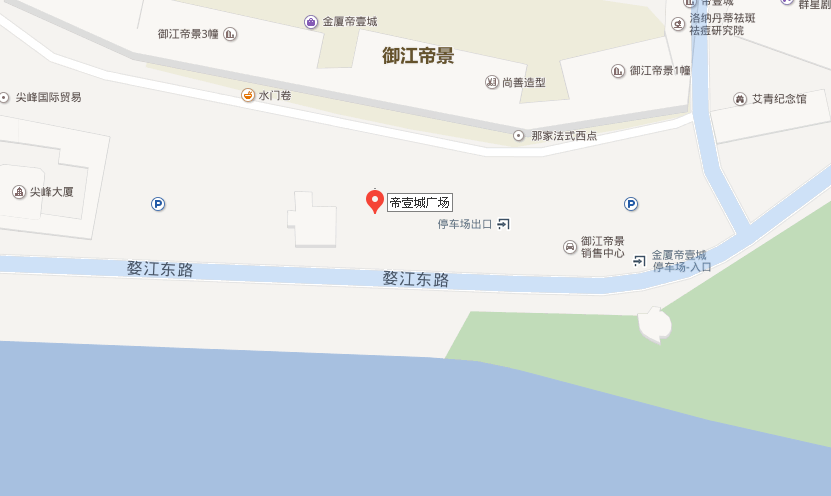 帝壹城
群星剧
洛纳丹蒂祛斑
祛痘研究院
金厦帝壹城
御江帝景3幢
御江帝景
御江帝景1幢
尚善造型
尖峰国际贸易
水门巷
艾青纪念馆
那家法式西点
尖峰大厦
P
帝壹城广场
P
停车场出口
御江帝景
销售中心
金厦帝壹城
停车场-入口
婺江东路
婺江东路